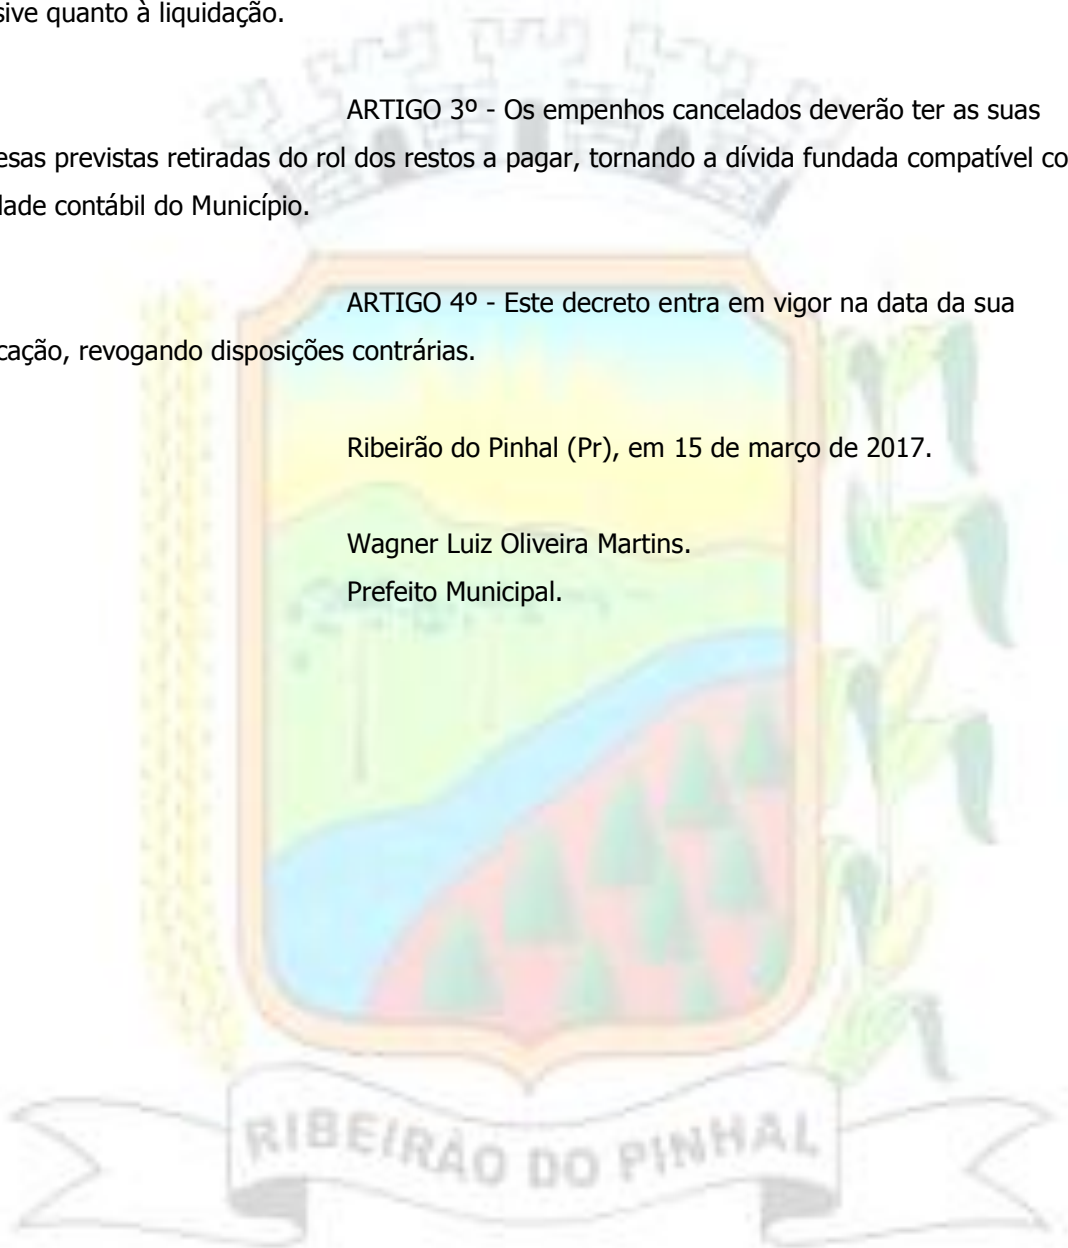 sive quanto à liquidação.
ARTIGO 3º - Os empenhos cancelados deverão ter as suas
esas previstas retiradas do rol dos restos a pagar, tornando a dívida fundada compatível co
dade contábil do Município.
ARTIGO 4º - Este decreto entra em vigor na data da sua
cação, revogando disposições contrárias.
Ribeirão do Pinhal (Pr), em 15 de março de 2017.
Wagner Luiz Oliveira Martins.
Prefeito Municipal.
RIBEIRÃO DO PINHAL